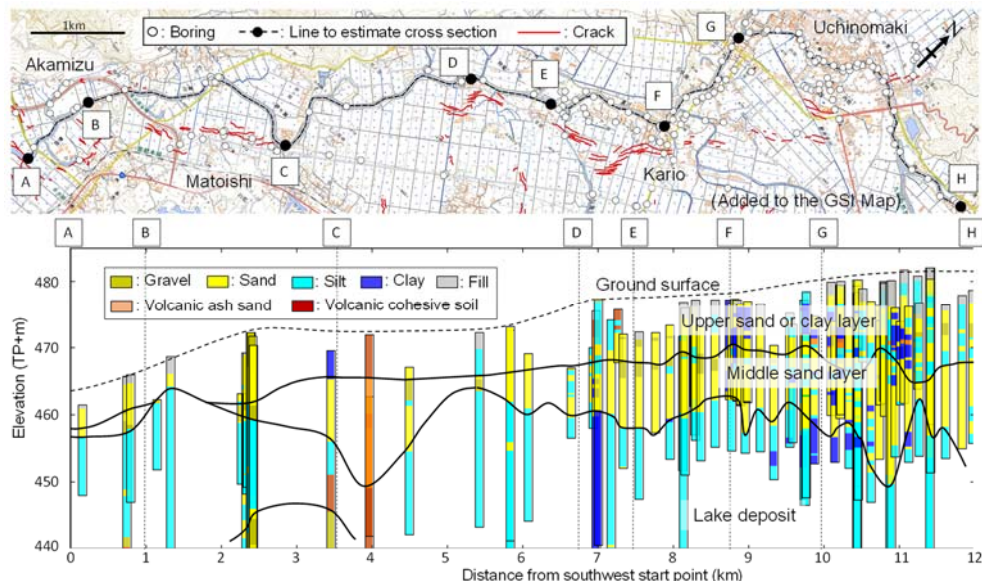 1km
○ : Boring
: Line to estimate cross section
: Crack
G
Uchinomaki
Akamizu
D
E
B
F
A
C
H
Matoishi
Kario
(Added to the GSI Map)
A B C D E F G H
480
470
460
450
440
Elevation (TP+m)
: Gravel : Sand : Silt : Clay : Fill
: Volcanic ash sand : Volcanic cohesive soil
Ground surface
Upper sand or clay layer
Middle sand layer
Lake deposit
0 1 2 3 4 5 6 7 8 9 10 11 12
Distance from southwest start point (km)